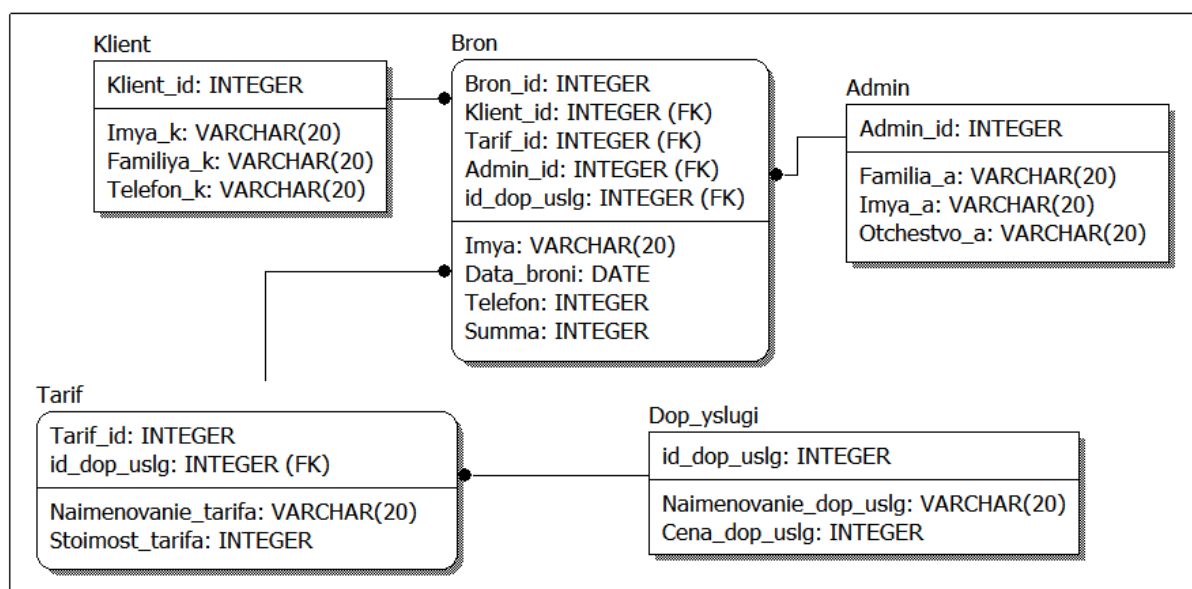 Klient
Klient_id: INTEGER
Imya_k: VARCHAR(20)
Familiya_k: VARCHAR(20)
Telefon_k: VARCHAR(20)
Bron
Bron_id: INTEGER
Klient_id: INTEGER (FK)
Tarif_id: INTEGER (FK)
Admin_id: INTEGER (FK)
id_dop_uslg: INTEGER (FK)
Imya: VARCHAR(20)
Data_broni: DATE
Telefon: INTEGER
Summa: INTEGER
Admin
Admin_id: INTEGER
Familia_a: VARCHAR(20)
Imya_a: VARCHAR(20)
Otchestvo_a: VARCHAR(20)
Tarif
Tarif_id: INTEGER
id_dop_uslg: INTEGER (FK)
Naimenovanie_tarifa: VARCHAR(20)
Stoimost_tarifa: INTEGER
Dop_yslugi
id_dop_uslg: INTEGER
Naimenovanie_dop_uslg: VARCHAR(20)
Cena_dop_uslg: INTEGER